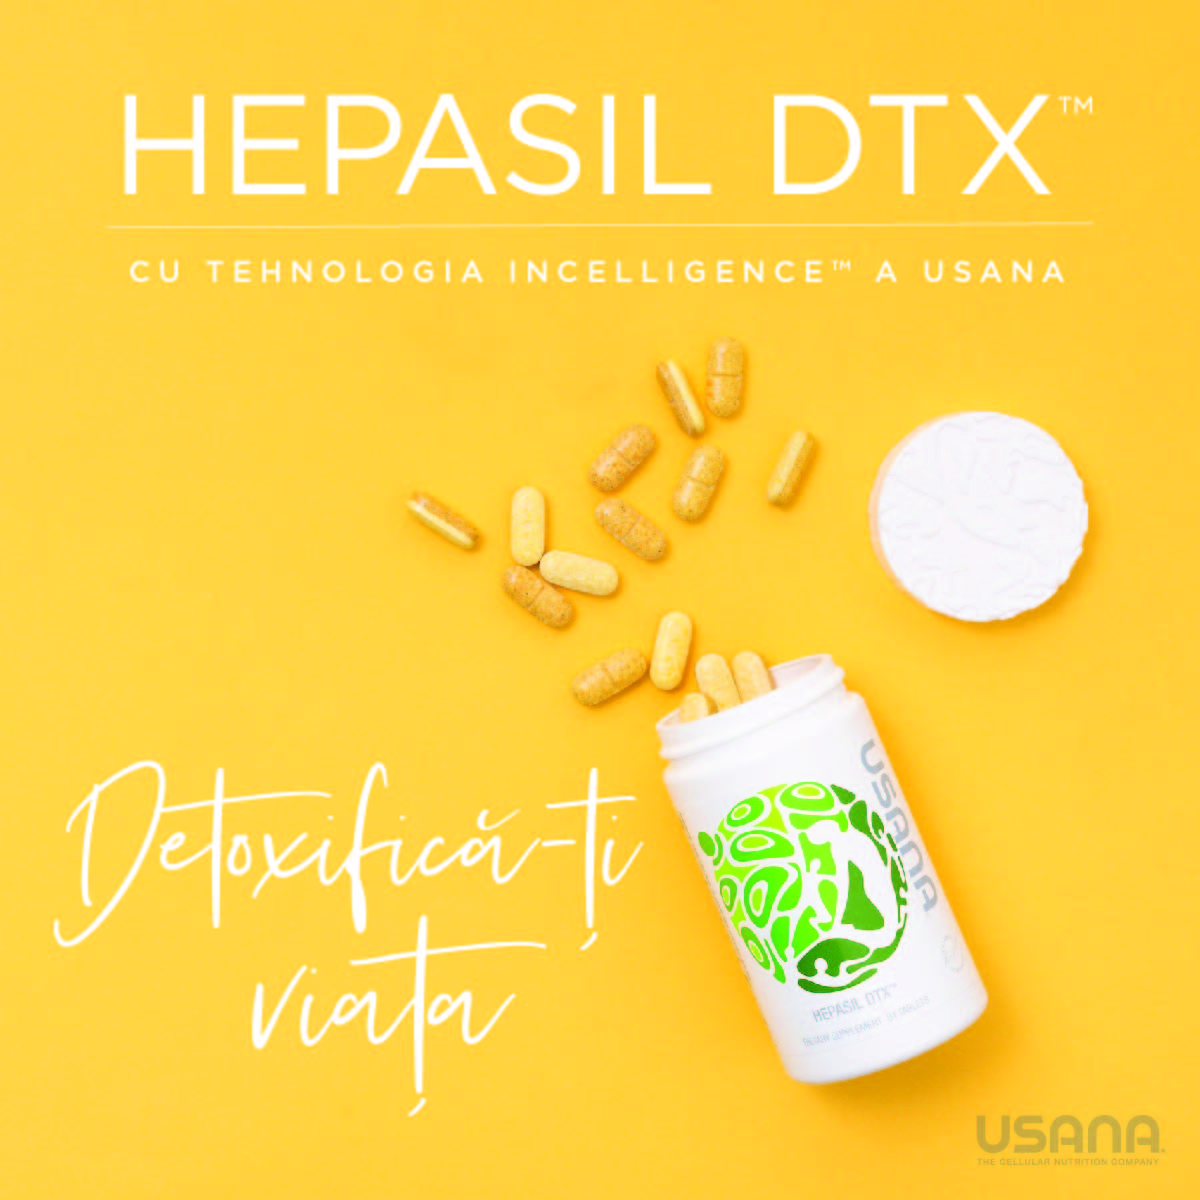 HEPASIL DTX™
CU TEHNOLOGIA INCELLIGENCE™ A USANA
Detoxifică-ți
viața
USANA
HEPASIL DTX™
USANA
THE CELLULAR NUTRITION COMPANY